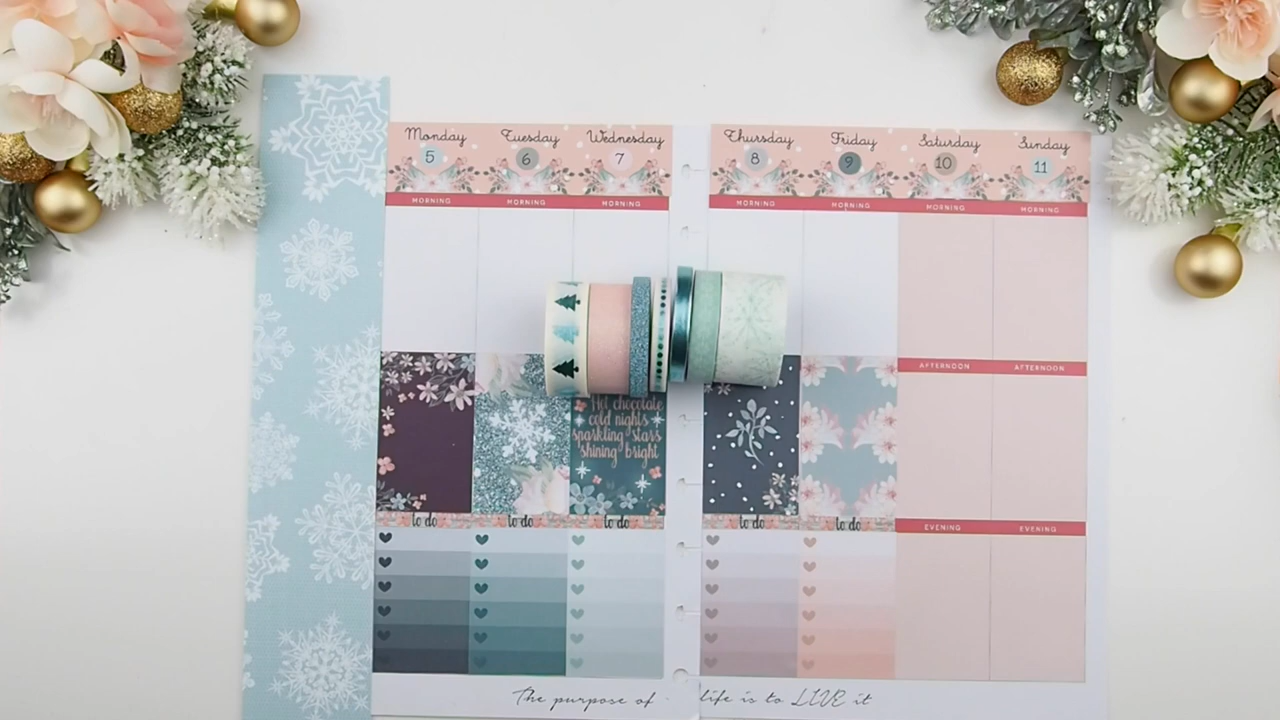 Monday Tuesday Wednesday Thursday Friday Saturday Sunday
5 6 7 8 9 10 11
MORNING MORNING MORNING MORNING MORNING MORNING MORNING
AFTERNOON AFTERNOON
Hot chocolate
cold nights
sparkling stars
shining bright
to do to do to do to do to do EVENING EVENING
The purpose of life is to LIVE it